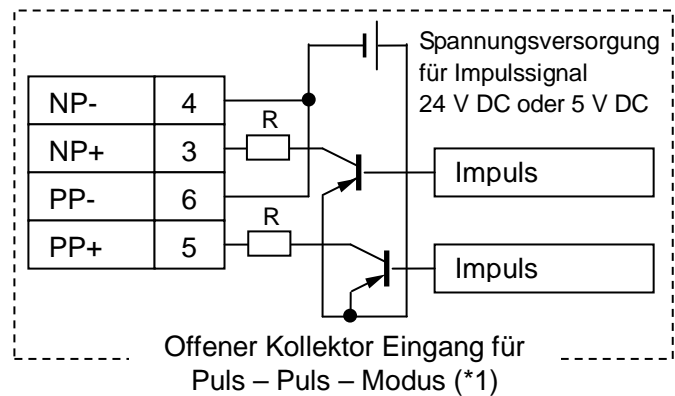 Spannungsversorgung
für Impulssignal
24 V DC oder 5 V DC
NP- 4
R
NP+ 3
Impuls
PP- 6
R
PP+ 5
Impuls
Offener Kollektor Eingang für
Puls – Puls – Modus (*1)